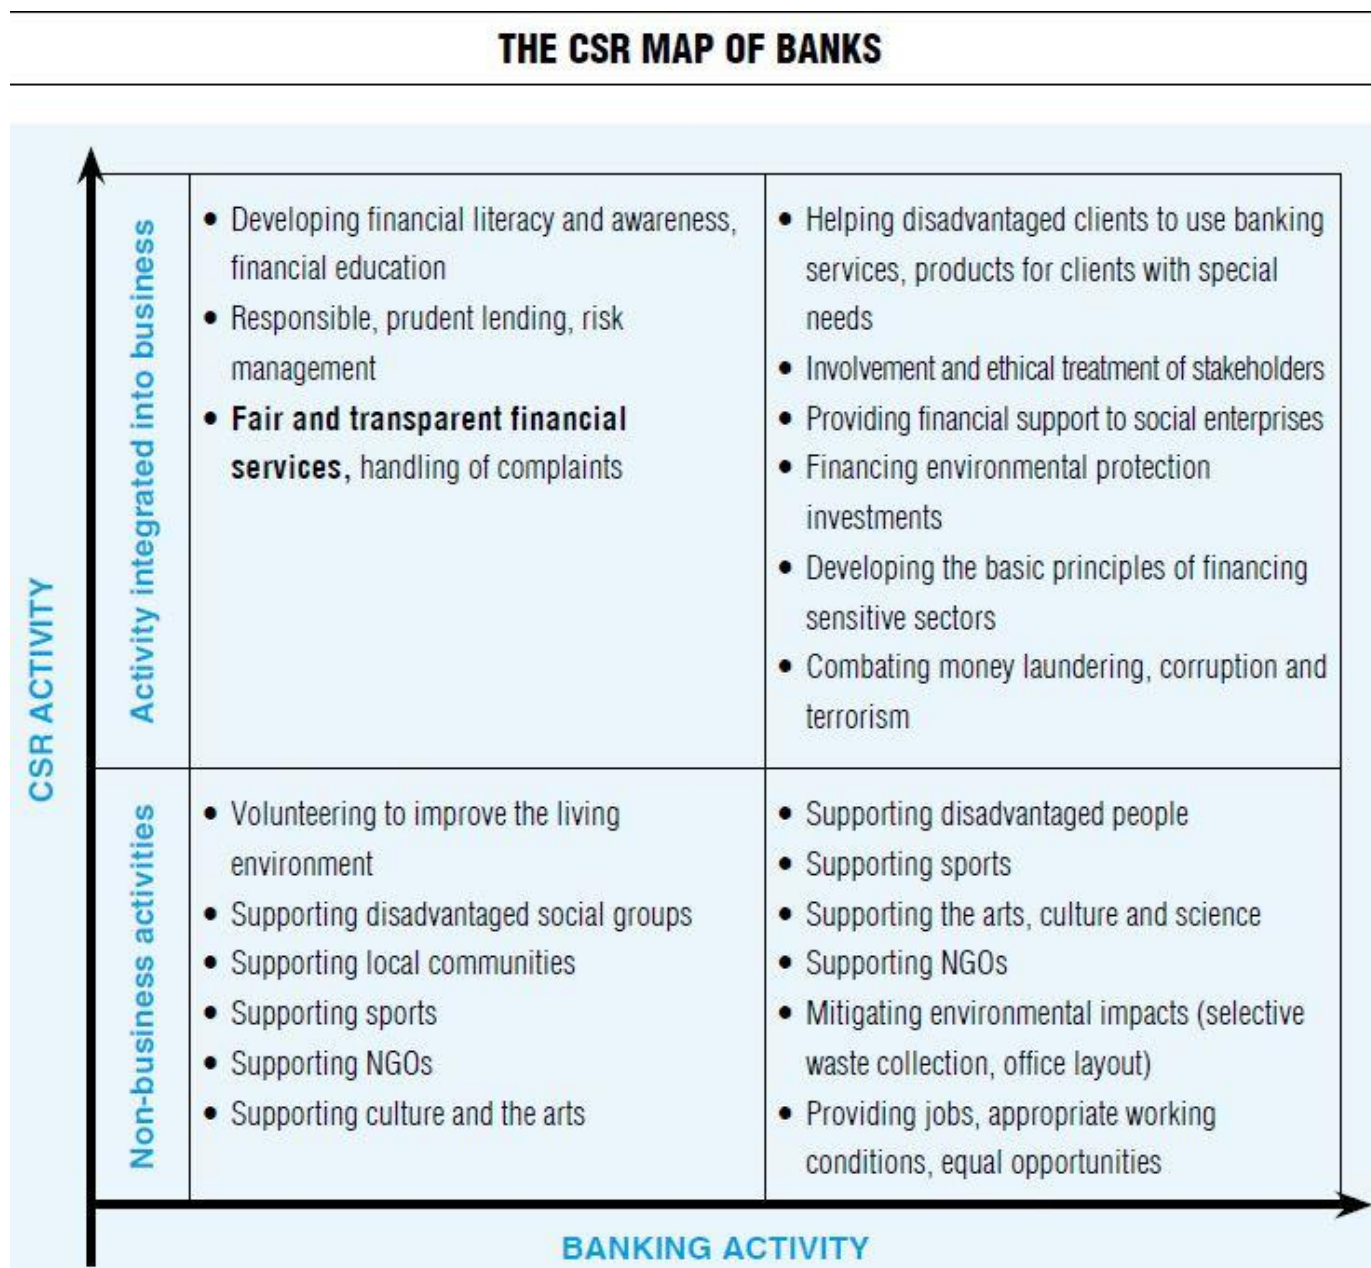 THE CSR MAP OF BANKS
CSR ACTIVITY
Activity integrated into business
• Developing financial literacy and awareness,
financial education
• Responsible, prudent lending, risk
management
• Fair and transparent financial
services, handling of complaints
• Helping disadvantaged clients to use banking
services, products for clients with special
needs
• Involvement and ethical treatment of stakeholders
• Providing financial support to social enterprises
• Financing environmental protection
investments
• Developing the basic principles of financing
sensitive sectors
• Combating money laundering, corruption and
terrorism
Non-business activities
• Volunteering to improve the living
environment
• Supporting disadvantaged social groups
• Supporting local communities
• Supporting sports
• Supporting NGOs
• Supporting culture and the arts
• Supporting disadvantaged people
• Supporting sports
• Supporting the arts, culture and science
• Supporting NGOs
• Mitigating environmental impacts (selective
waste collection, office layout)
• Providing jobs, appropriate working
conditions, equal opportunities
BANKING ACTIVITY